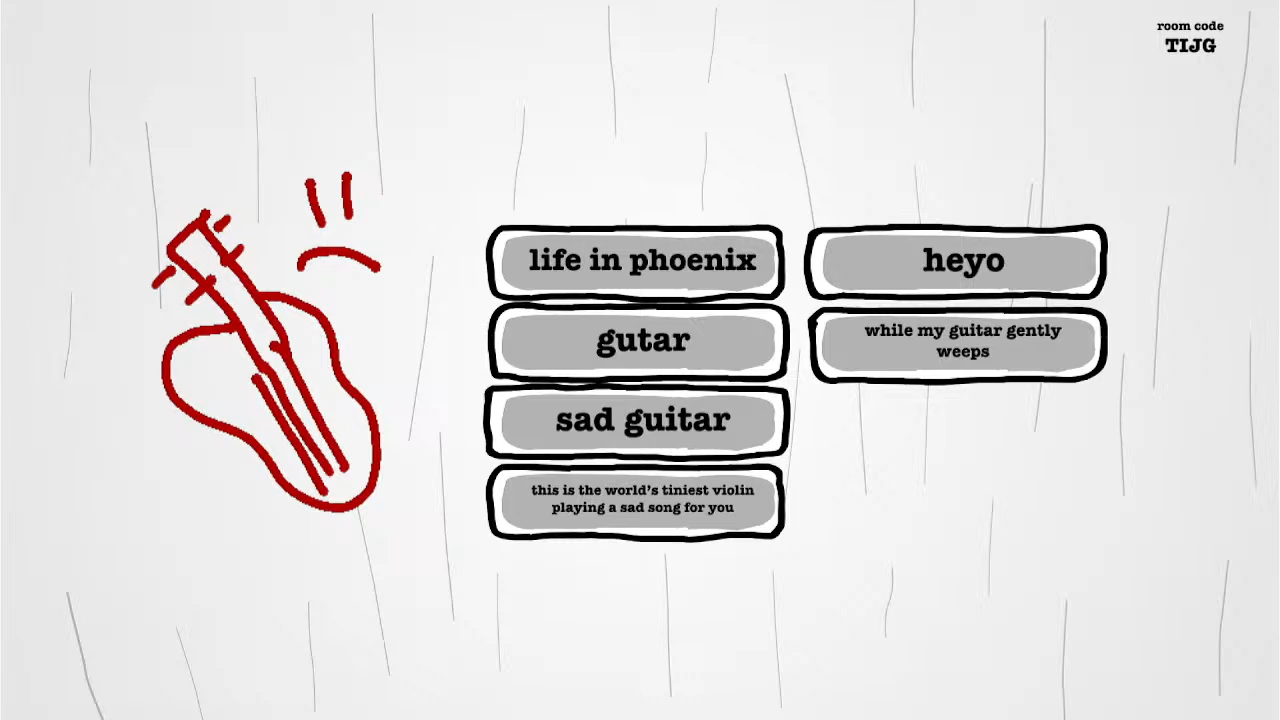 room code
TIJG
life in phoenix
heyo
gutar
while my guitar gently
weeps
sad guitar
this is the world's tiniest violin
playing a sad song for you